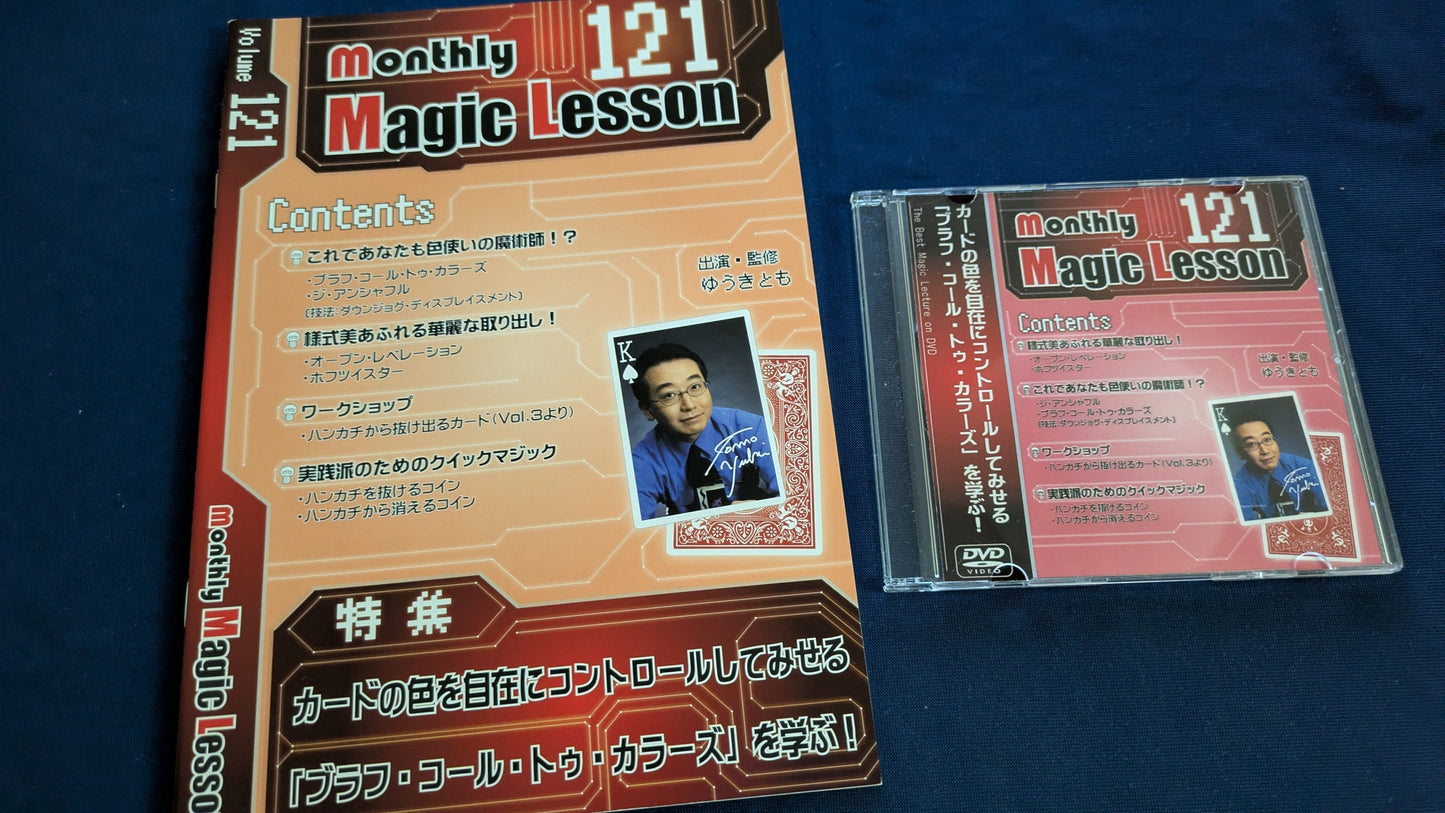 Volume 121
monthly
121
Magic Lesson
Contents
これであなたも色使いの魔術師！？
・ブラフ・コール・トゥ・カラーズ
・ジ・アンシャフル
［技法：ダウンジョグ・ディスプレイスメント］
様式美あふれる華麗な取り出し！
・オープン・レベレーション
・ホフツイスター
ワークショップ
・ハンカチから抜け出るカード（Vol.3より）
実践派のためのクイックマジック
・ハンカチを抜けるコイン
・ハンカチから消えるコイン
出演・監修
ゆうきとも
K
Tomo Yuki
特集
カードの色を自在にコントロールしてみせる
「ブラフ・コール・トゥ・カラーズ」を学ぶ！
monthly Magic Lesso
カードの色を自在にコントロールしてみせる
「ブラフ・コール・トゥ・カラーズ」を学ぶ！
The Best Magic Lecture on DVD
DVD
VIDEO
monthly
121
Magic Lesson
Contents
様式美あふれる華麗な取り出し！
・オープン・レベレーション
・ホフツイスター
これであなたも色使いの魔術師！？
・ジ・アンシャフル
・ブラフ・コール・トゥ・カラーズ
［技法：ダウンジョグ・ディスプレイスメント］
ワークショップ
・ハンカチから抜け出るカード（Vol.3より）
実践派のためのクイックマジック
・ハンカチを抜けるコイン
・ハンカチから消えるコイン
出演・監修
ゆうきとも
K
Tomo Yuki